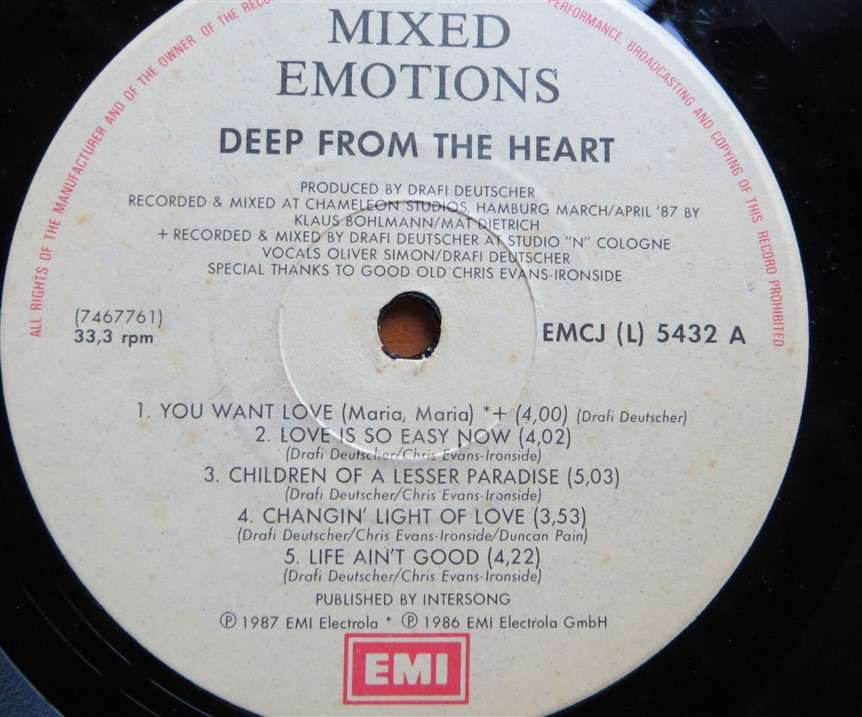 MIXED
EMOTIONS
DEEP FROM THE HEART
PRODUCED BY DRAFI DEUTSCHER
RECORDED & MIXED AT CHAMELEON STUDIOS, HAMBURG MARCH/APRIL '87 BY
KLAUS BOHLMANN/MAT DIETRICH
+ RECORDED & MIXED BY DRAFI DEUTSCHER AT STUDIO "N" COLOGNE
VOCALS OLIVER SIMON/DRAFI DEUTSCHER
SPECIAL THANKS TO GOOD OLD CHRIS EVANS-IRONSIDE
(7467761)
33,3 rpm
EMCJ (L) 5432 A
1. YOU WANT LOVE (Maria, Maria) *+ (4,00) (Drafi Deutscher)
2. LOVE IS SO EASY NOW (4,02)
(Drafi Deutscher/Chris Evans-Ironside)
3. CHILDREN OF A LESSER PARADISE (5,03)
(Drafi Deutscher/Chris Evans-Ironside)
4. CHANGIN' LIGHT OF LOVE (3,53)
(Drafi Deutscher/Chris Evans-Ironside/Duncan Pain)
5. LIFE AIN'T GOOD (4,22)
(Drafi Deutscher/Chris Evans-Ironside)
PUBLISHED BY INTERSONG
℗ 1987 EMI Electrola * ℗ 1986 EMI Electrola GmbH
EMI
ALL RIGHTS OF THE MANUFACTURER AND OF THE OWNER OF THE
PERFORMANCE, BROADCASTING AND COPYING OF THIS RECORD PROHIBITED